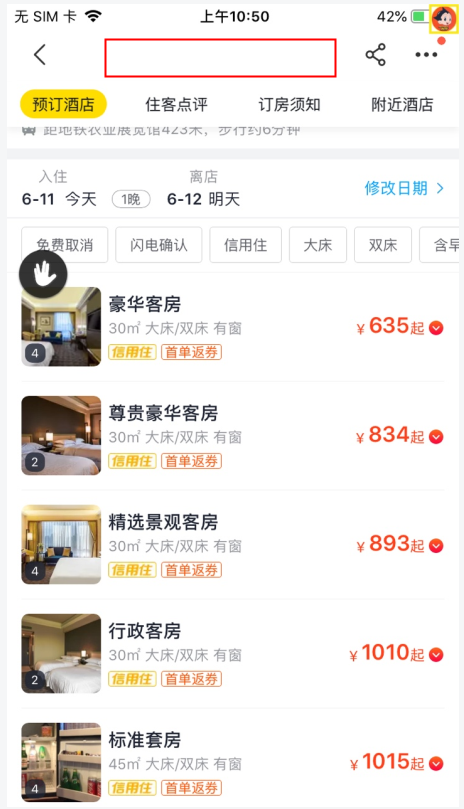 无 SIM 卡 上午10:50 42%
预订酒店 住客点评 订房须知 附近酒店
距地铁农业展览馆423米，步行约6分钟
入住 离店
6-11 今天 1晚 6-12 明天 修改日期
免费取消 闪电确认 信用住 大床 双床 含早
豪华客房
30㎡ 大床/双床 有窗 ¥635起
4 信用住 首单返券
尊贵豪华客房
30㎡ 大床/双床 有窗 ¥834起
2 信用住 首单返券
精选景观客房
30㎡ 大床/双床 有窗 ¥893起
4 信用住 首单返券
行政客房
30㎡ 大床/双床 有窗 ¥1010起
2 信用住 首单返券
标准套房
45㎡ 大床/双床 有窗 ¥1015起
4 信用住 首单返券